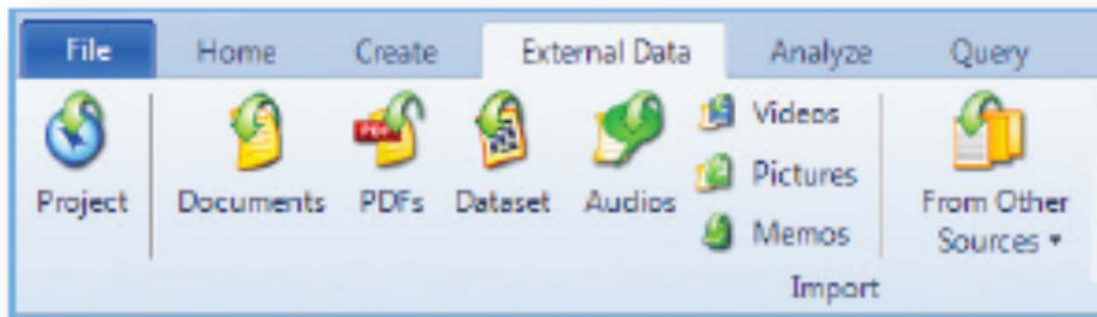 File Home Create External Data Analyze Query
Project Documents PDFs Dataset Audios Videos
Pictures
Memos
From Other
Sources
Import
PDF